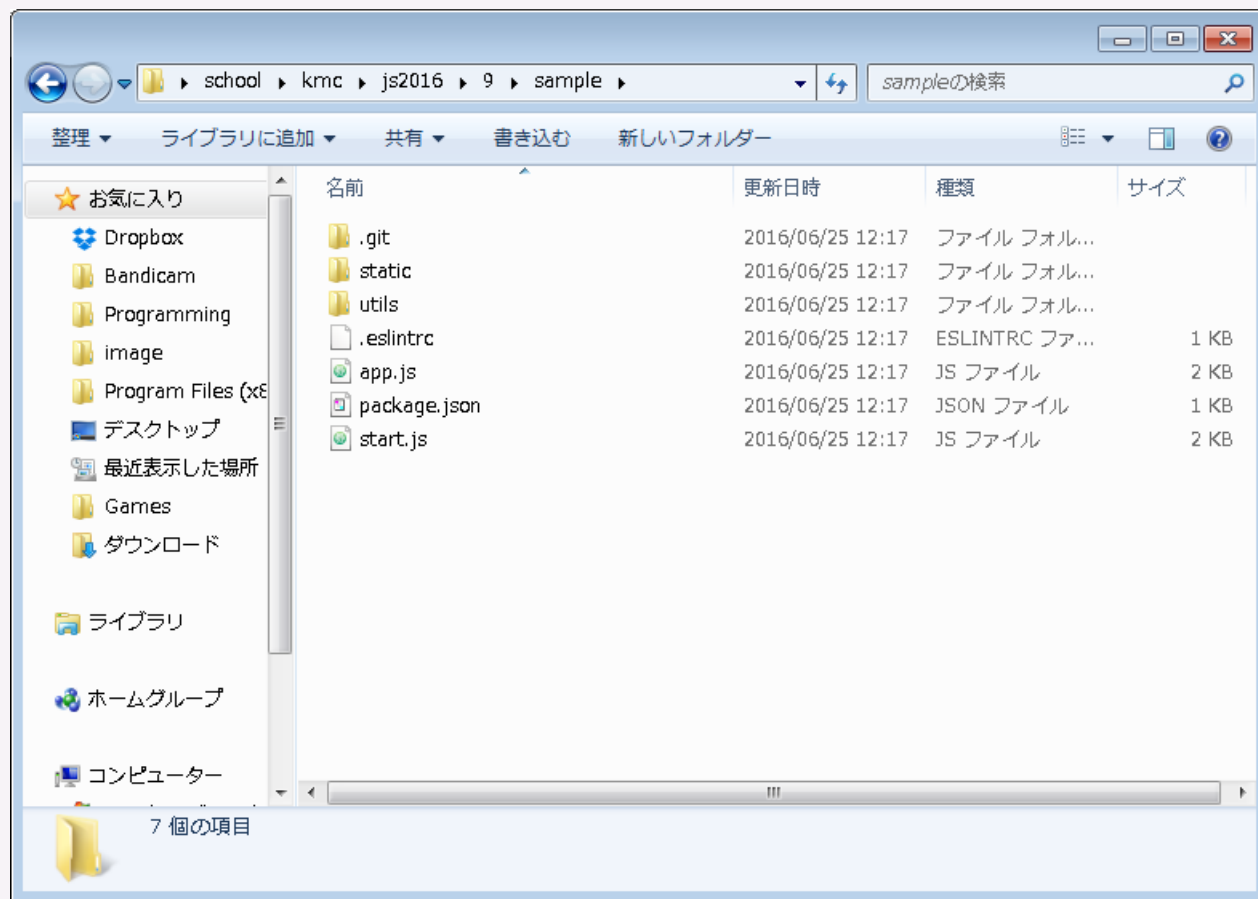 school kmc js2016 9 sample
sampleの検索
整理 ライブラリに追加 共有 書き込む 新しいフォルダー
名前 更新日時 種類 サイズ
お気に入り
Dropbox
Bandicam
Programming
image
Program Files (x8
デスクトップ
最近表示した場所
Games
ダウンロード
ライブラリ
ホームグループ
コンピューター
.git 2016/06/25 12:17 ファイル フォル...
static 2016/06/25 12:17 ファイル フォル...
utils 2016/06/25 12:17 ファイル フォル...
.eslintrc 2016/06/25 12:17 ESLINTRC ファ... 1 KB
app.js 2016/06/25 12:17 JS ファイル 2 KB
package.json 2016/06/25 12:17 JSON ファイル 1 KB
start.js 2016/06/25 12:17 JS ファイル 2 KB
7 個の項目